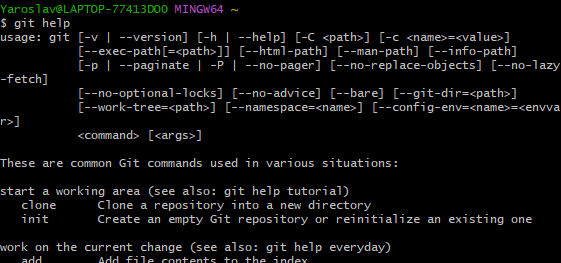 Yaroslav@LAPTOP-77413DOO MINGW64 ~
$ git help
usage: git [-v | --version] [-h | --help] [-C <path>] [-c <name>=<value>]
           [--exec-path[=<path>]] [--html-path] [--man-path] [--info-path]
           [-p | --paginate | -P | --no-pager] [--no-replace-objects] [--no-lazy
-fetch]
           [--no-optional-locks] [--no-advice] [--bare] [--git-dir=<path>]
           [--work-tree=<path>] [--namespace=<name>] [--config-env=<name>=<envva
r>]
           <command> [<args>]

These are common Git commands used in various situations:

start a working area (see also: git help tutorial)
   clone     Clone a repository into a new directory
   init      Create an empty Git repository or reinitialize an existing one

work on the current change (see also: git help everyday)
   add       Add file contents to the index